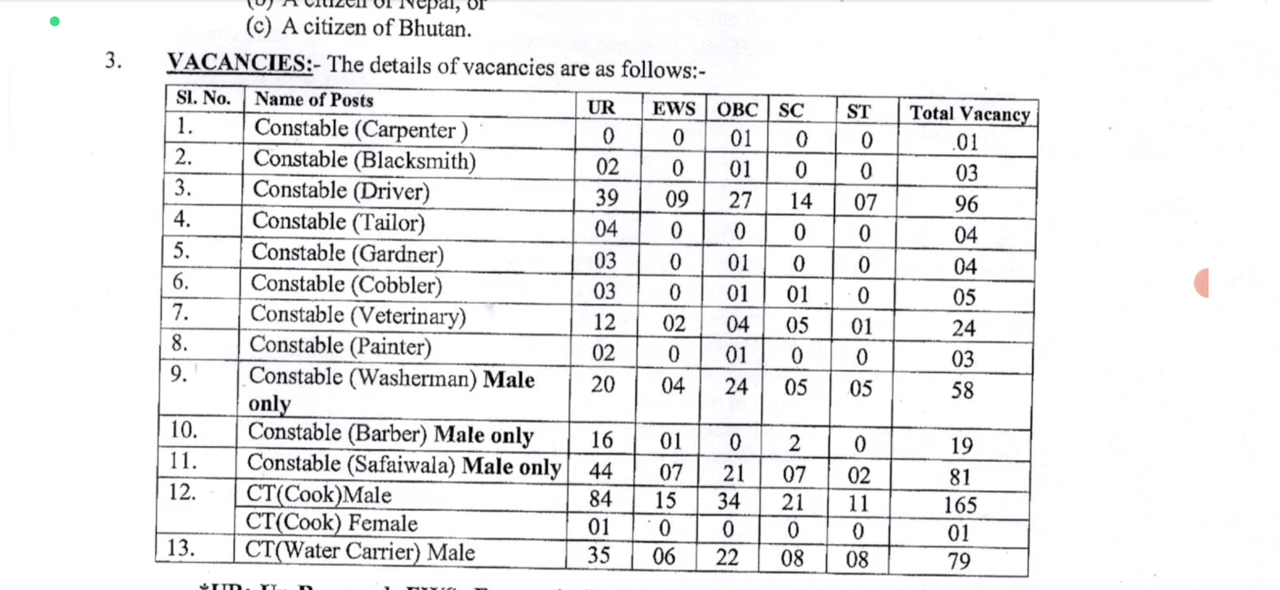 (b) A citizen of Nepal, or
(c) A citizen of Bhutan.
3. VACANCIES:- The details of vacancies are as follows:-
Sl. No. Name of Posts UR EWS OBC SC ST Total Vacancy
1. Constable (Carpenter ) 0 0 01 0 0 01
2. Constable (Blacksmith) 02 0 01 0 0 03
3. Constable (Driver) 39 09 27 14 07 96
4. Constable (Tailor) 04 0 0 0 0 04
5. Constable (Gardner) 03 0 01 0 0 04
6. Constable (Cobbler) 03 0 01 01 0 05
7. Constable (Veterinary) 12 02 04 05 01 24
8. Constable (Painter) 02 0 01 0 0 03
9. Constable (Washerman) Male 20 04 24 05 05 58
only
10. Constable (Barber) Male only 16 01 0 2 0 19
11. Constable (Safaiwala) Male only 44 07 21 07 02 81
12. CT(Cook)Male 84 15 34 21 11 165
CT(Cook) Female 01 0 0 0 0 01
13. CT(Water Carrier) Male 35 06 22 08 08 79